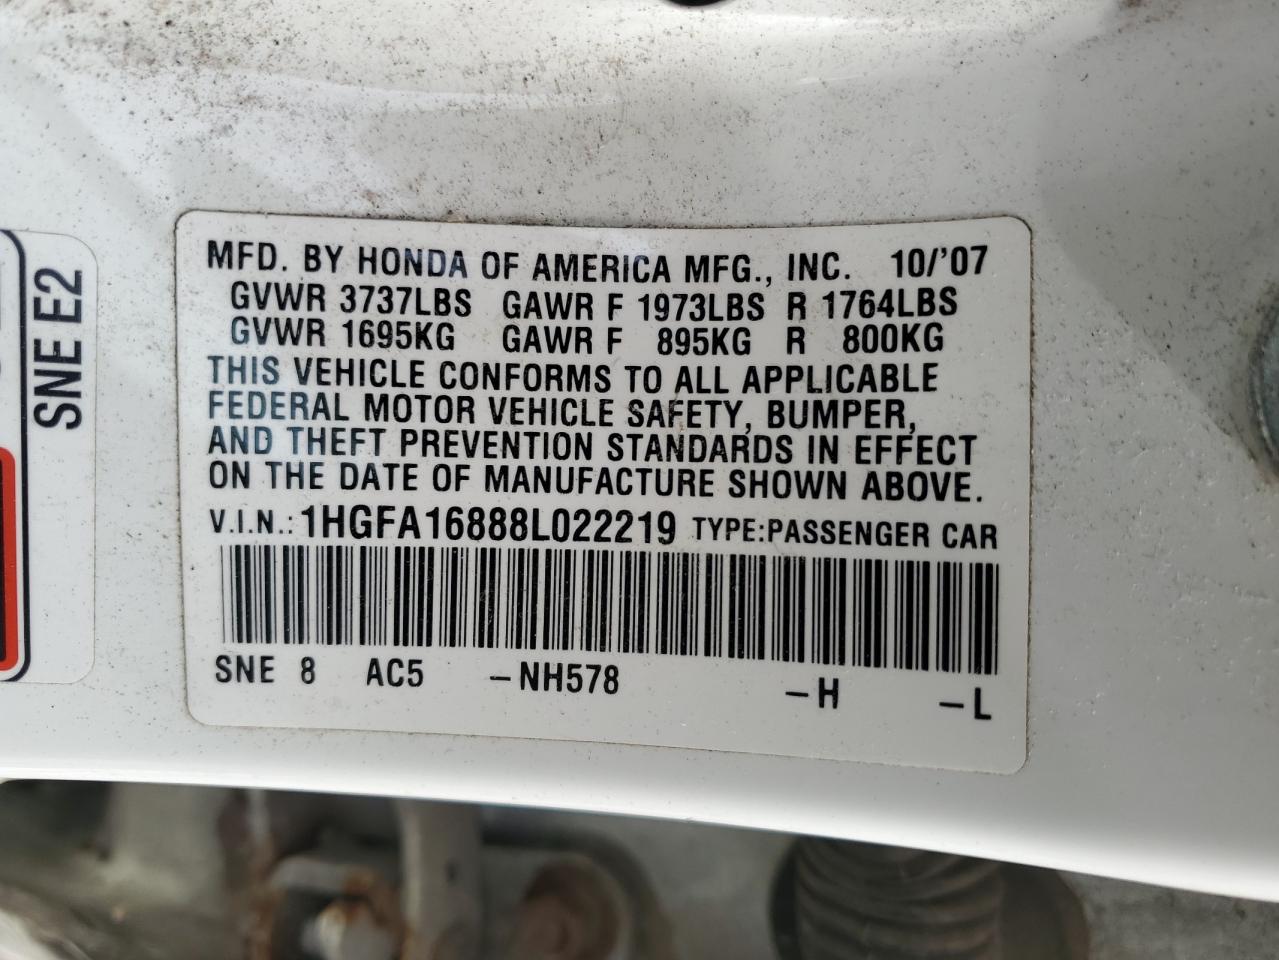 SNE E2
MFD. BY HONDA OF AMERICA MFG., INC. 10/'07
GVWR 3737LBS GAWR F 1973LBS R 1764LBS
GVWR 1695KG GAWR F 895KG R 800KG
THIS VEHICLE CONFORMS TO ALL APPLICABLE
FEDERAL MOTOR VEHICLE SAFETY, BUMPER,
AND THEFT PREVENTION STANDARDS IN EFFECT
ON THE DATE OF MANUFACTURE SHOWN ABOVE.
V.I.N.: 1HGFA16888L022219 TYPE:PASSENGER CAR
SNE 8 AC5 -NH578 -H -L